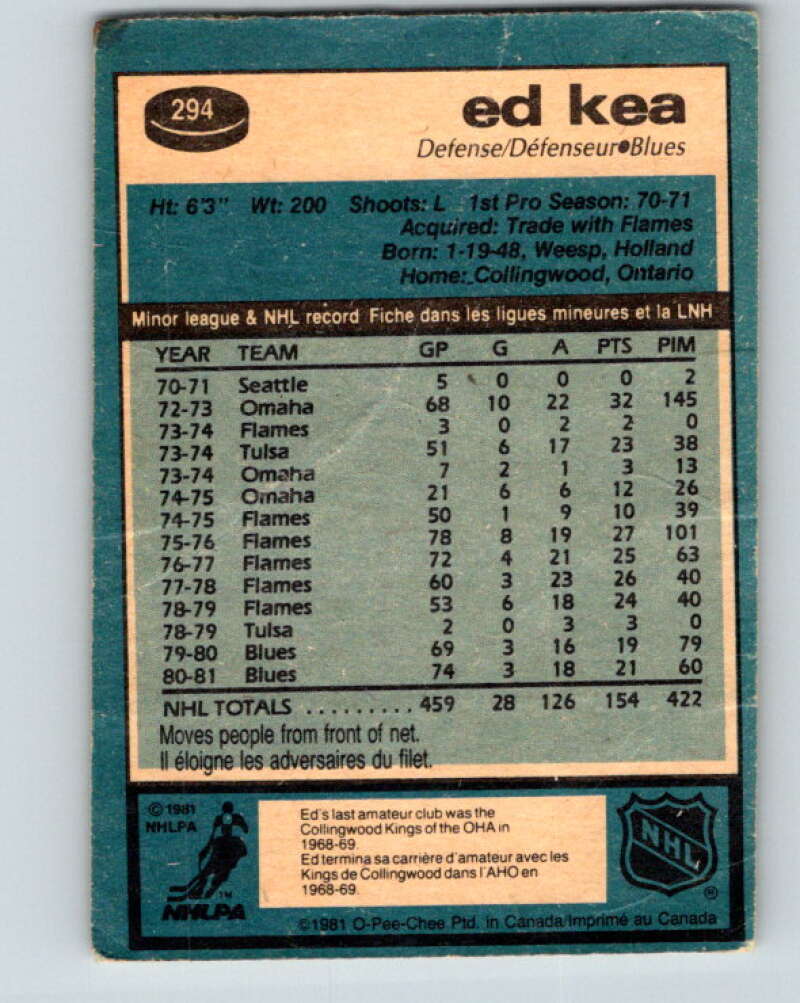 294
ed kea
Defense/Défenseur●Blues
Ht: 6'3" Wt: 200 Shoots: L 1st Pro Season: 70-71
Acquired: Trade with Flames
Born: 1-19-48, Weesp, Holland
Home: Collingwood, Ontario
Minor league & NHL record Fiche dans les ligues mineures et la LNH
YEAR TEAM GP G A PTS PIM
70-71 Seattle 5 0 0 0 2
72-73 Omaha 68 10 22 32 145
73-74 Flames 3 0 2 2 0
73-74 Tulsa 51 6 17 23 38
73-74 Omaha 7 2 1 3 13
74-75 Omaha 21 6 6 12 26
74-75 Flames 50 1 9 10 39
75-76 Flames 78 8 19 27 101
76-77 Flames 72 4 21 25 63
77-78 Flames 60 3 23 26 40
78-79 Flames 53 6 18 24 40
78-79 Tulsa 2 0 3 3 0
79-80 Blues 69 3 16 19 79
80-81 Blues 74 3 18 21 60
NHL TOTALS .......... 459 28 126 154 422
Moves people from front of net.
Il éloigne les adversaires du filet.
© 1981
NHLPA
Ed's last amateur club was the
Collingwood Kings of the OHA in
1968-69.
Ed termina sa carrière d'amateur avec les
Kings de Collingwood dans l'AHO en
1968-69.
TM
NHLPA
NHL
®
©1981 O-Pee-Chee Ptd. in Canada/Imprimé au Canada